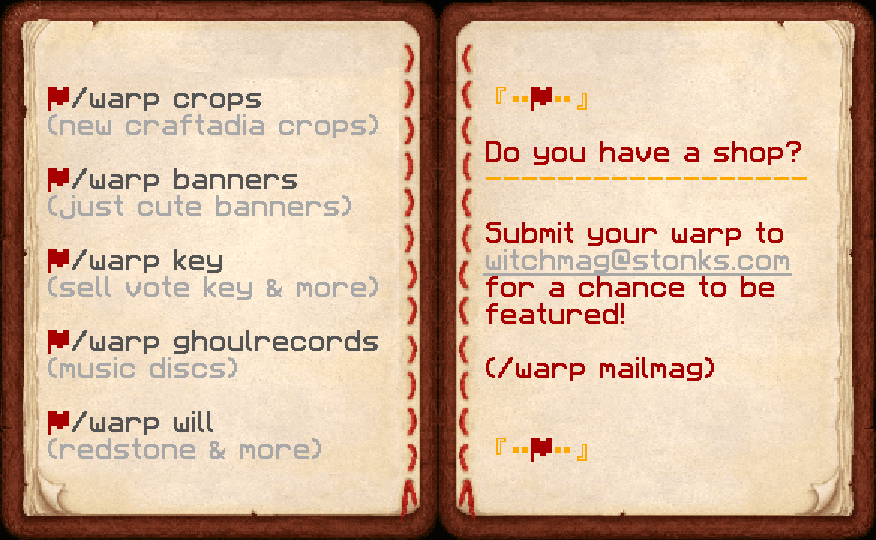 ⚑/warp crops
(new craftadia crops)
⚑/warp banners
(just cute banners)
⚑/warp key
(sell vote key & more)
⚑/warp ghoulrecords
(music discs)
⚑/warp will
(redstone & more)
『··⚑··』
Do you have a shop?
------------------
Submit your warp to
witchmag@stonks.com
for a chance to be
featured!
(/warp mailmag)
『··⚑··』